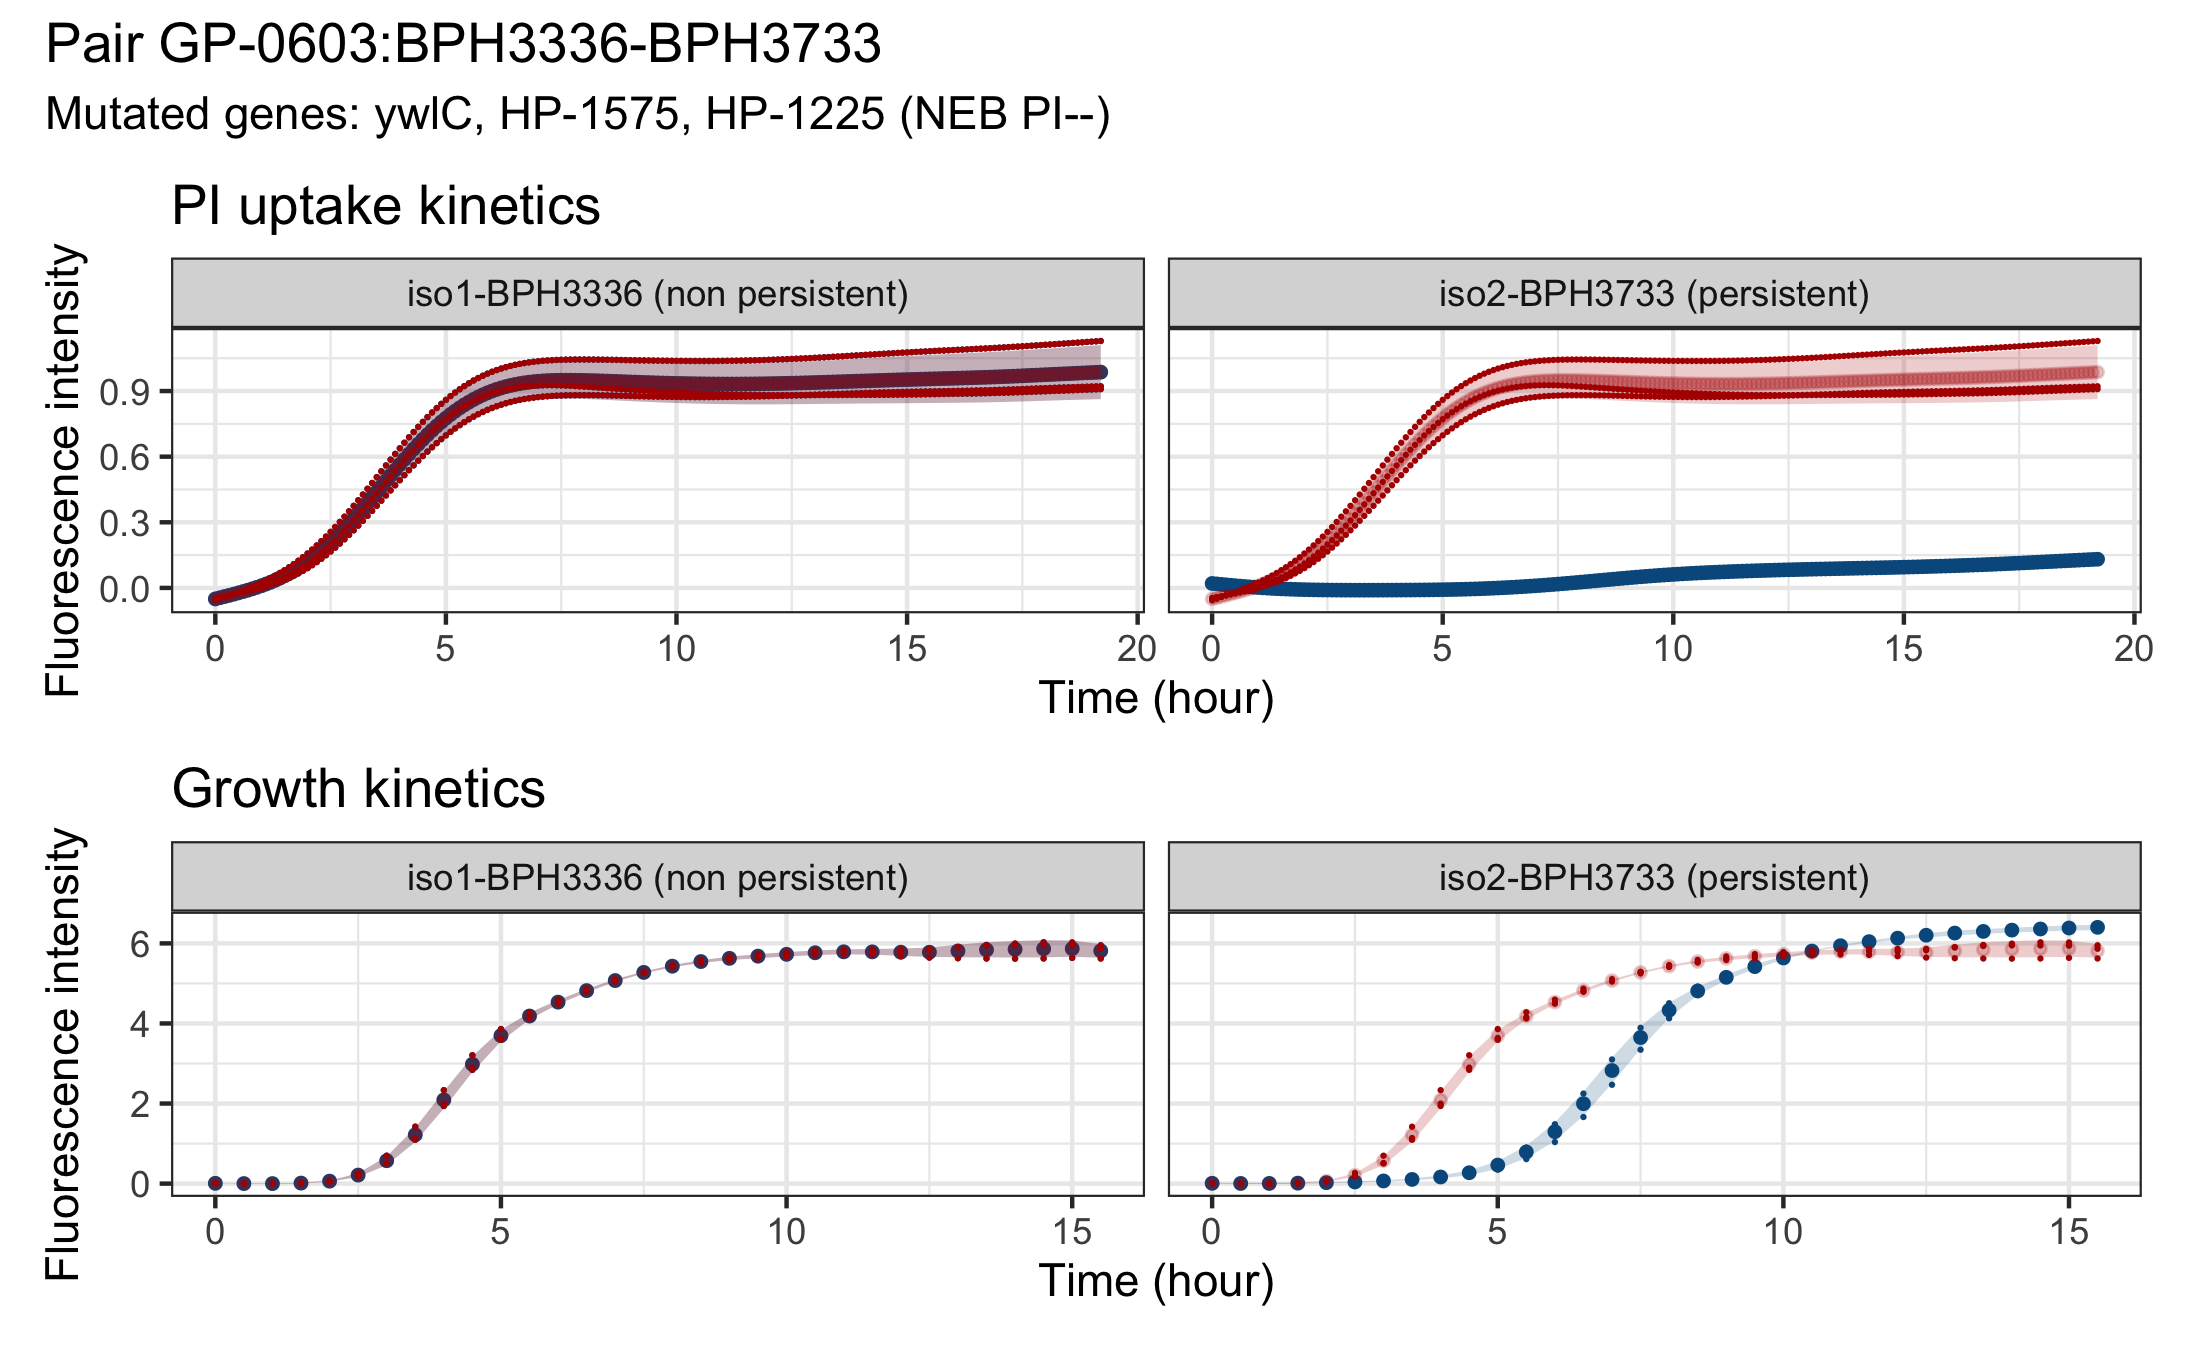 Pair GP-0603:BPH3336-BPH3733
Mutated genes: ywlC, HP-1575, HP-1225 (NEB PI--)
PI uptake kinetics
Fluorescence intensity
iso1-BPH3336 (non persistent)
iso2-BPH3733 (persistent)
0.9
0.6
0.3
0.0
0 5 10 15 20
0 5 10 15 20
Time (hour)
Growth kinetics
Fluorescence intensity
iso1-BPH3336 (non persistent)
iso2-BPH3733 (persistent)
6
4
2
0
0 5 10 15
0 5 10 15
Time (hour)